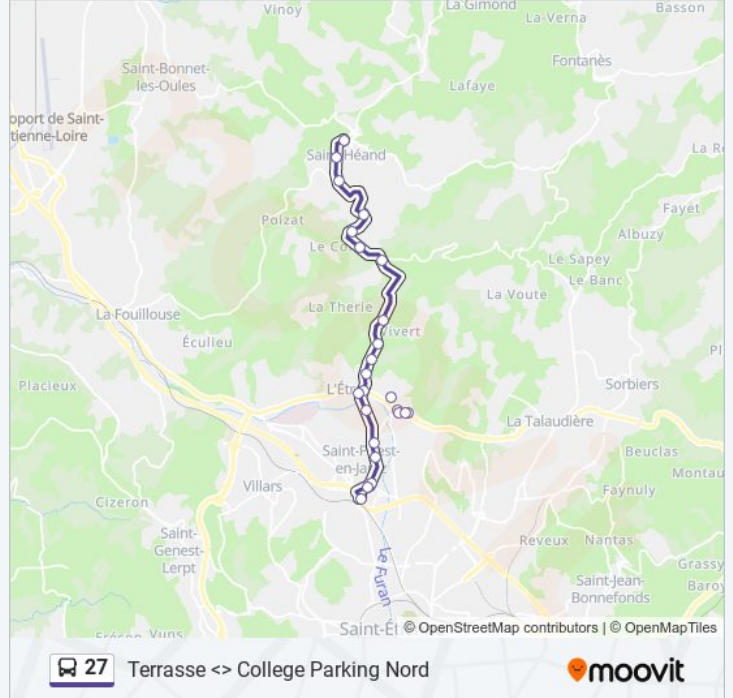 Vinoy
La Gimond
La-Verna
Basson
Saint-Bonnet-
les-Oules
Fontanès
Lafaye
oport de Saint-
tienne-Loire
Saint-Héand
La R
Polzat
Fayet
Albuzy
Le Co
Le Sapey
Le Banc
La Voute
La Fouillouse
La Therie
Vivert
Éculieu
Pl
Placieux
L'Étr
Sorbiers
La Talaudière
Saint-Priest-
en-Ja
Beuclas
Montau
Villars
Faynuly
Cizeron
Saint-
Genest-
Lerpt
Reveux
Nantas
Grassy
Baroy
Saint-Jean-
Bonnefonds
Le Furan
Saint-Ét
© OpenStreetMap contributors | © OpenMapTiles
27 Terrasse <> College Parking Nord
moovit